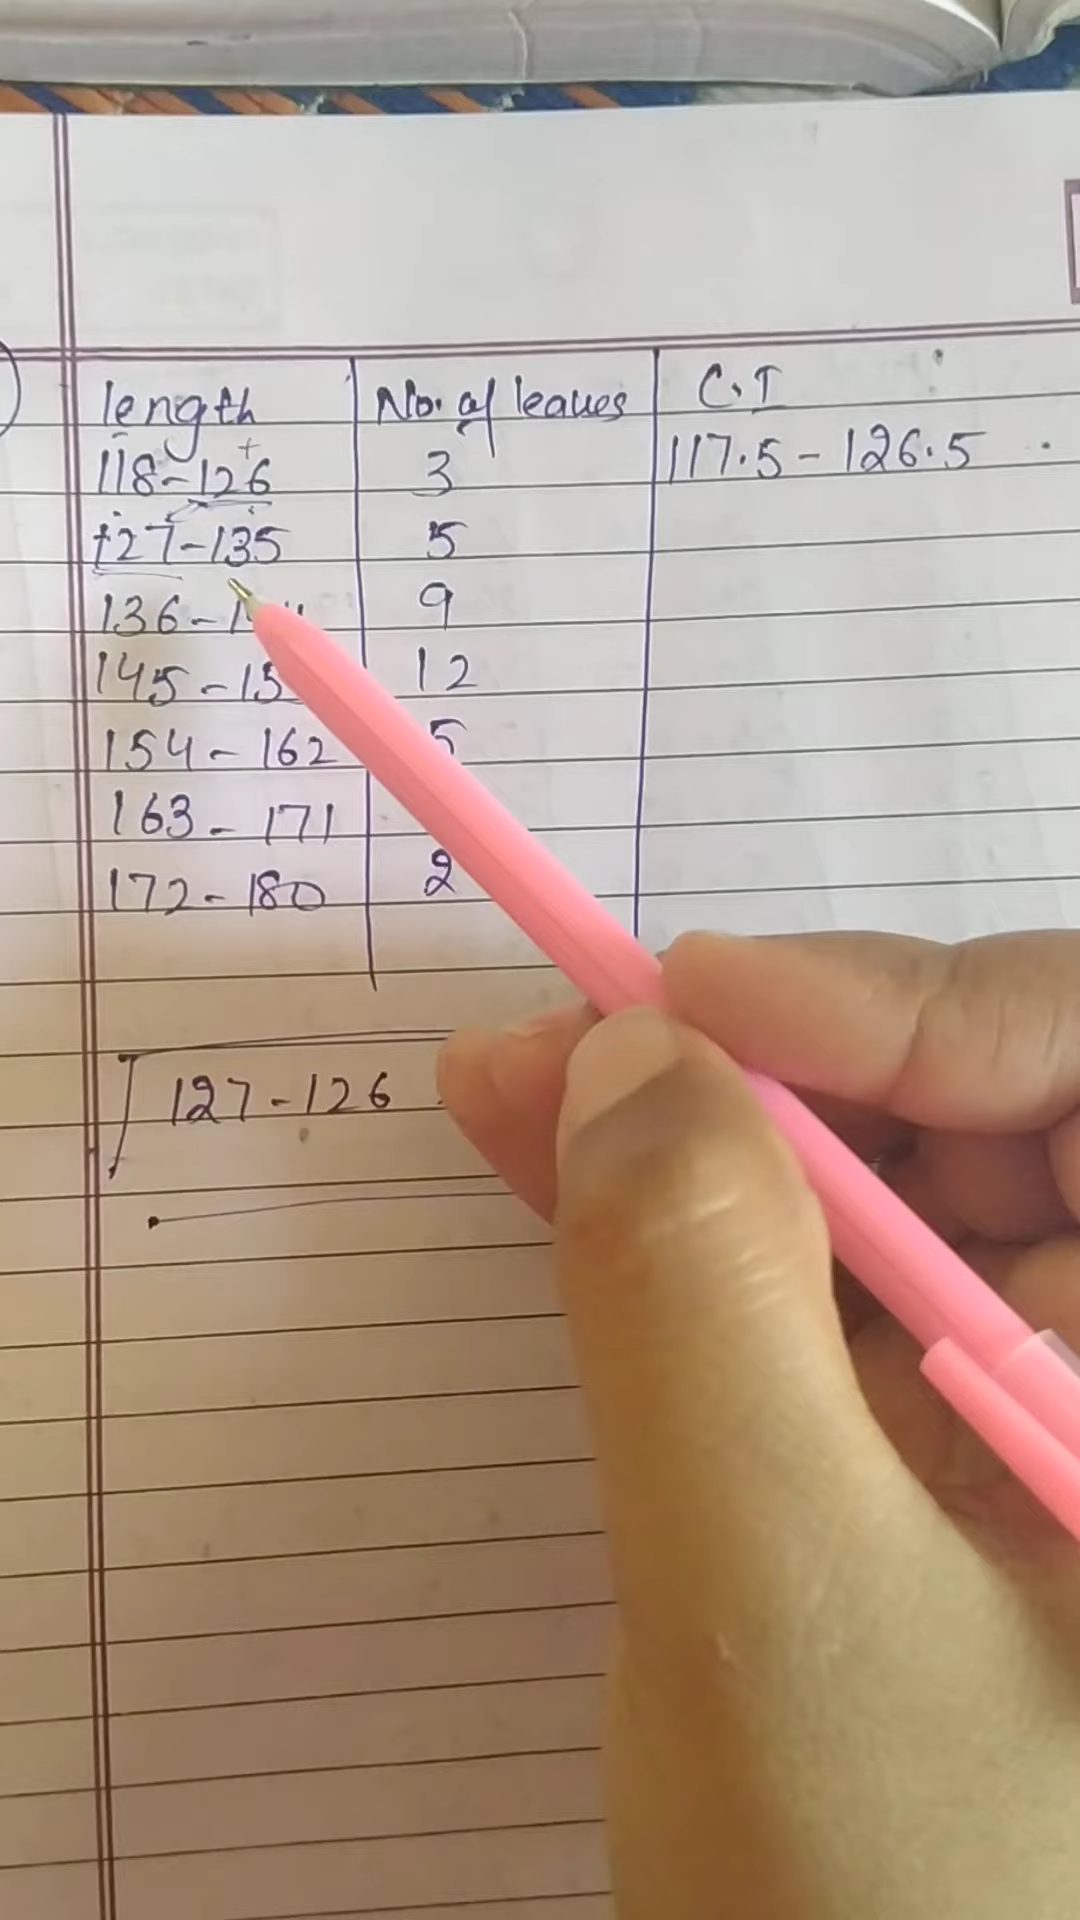 length No. of leaves C.I
118-126 3 117.5 - 126.5
127-135 5
136- 9
145- 12
154 - 162 5
163 - 171
172 - 180 2
127 - 126